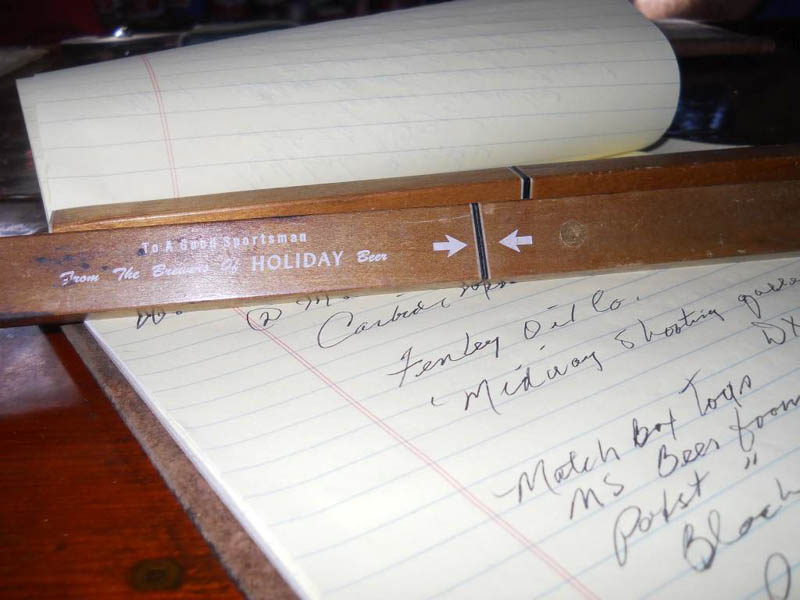 To A Good Sportsman
From The Brewers Of HOLIDAY Beer
Carbide
Fenley Oil Co.
Midway Shooting
DX
Match Box Toys
MS Beer foam
Pabst "